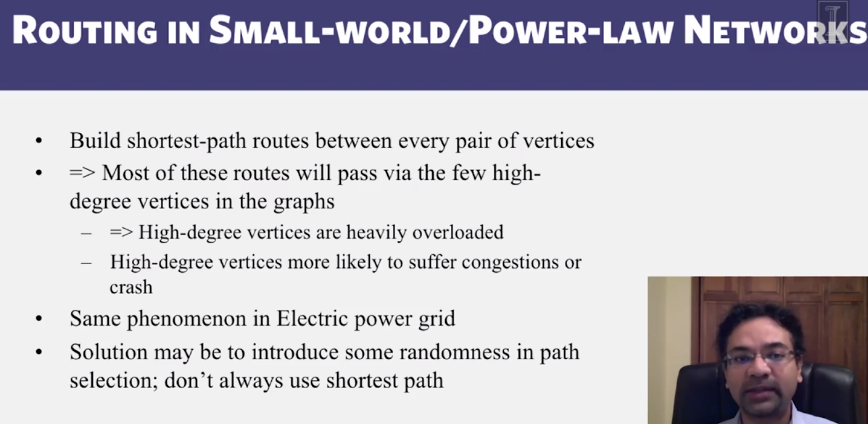 ROUTING IN SMALL-WORLD/POWER-LAW NETWORKS
• Build shortest-path routes between every pair of vertices
• => Most of these routes will pass via the few high-
degree vertices in the graphs
– => High-degree vertices are heavily overloaded
– High-degree vertices more likely to suffer congestions or
crash
• Same phenomenon in Electric power grid
• Solution may be to introduce some randomness in path
selection; don't always use shortest path